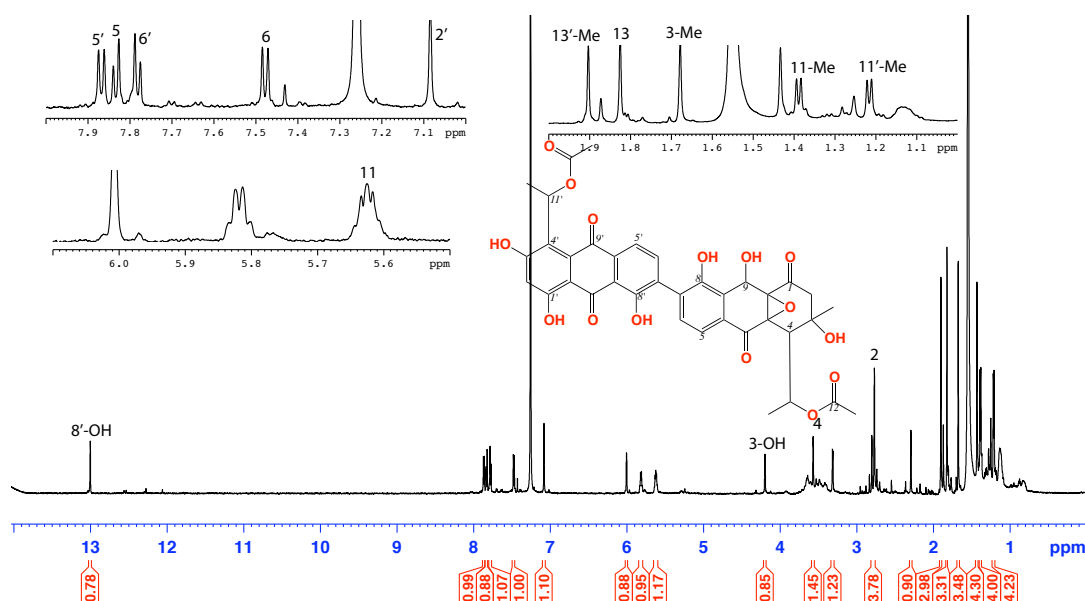 5' 5 6' 6 2'
7.9 7.8 7.7 7.6 7.5 7.4 7.3 7.2 7.1 ppm
13'-Me 13 3-Me 11-Me 11'-Me
1.9 1.8 1.7 1.6 1.5 1.4 1.3 1.2 1.1 ppm
11
6.0 5.9 5.8 5.7 5.6 ppm
O
O
11'
4' O 9' 5'
HO
OH OH O
8 9 1
O
1' 8'
OH O OH
5 O 4 OH
O
O 12
8'-OH 3-OH 4 2
13 12 11 10 9 8 7 6 5 4 3 2 1 ppm
0.78 0.99 0.88 1.07 1.00 1.10 0.88 0.95 1.17 0.85 1.45 1.23 3.78 0.90 2.98 3.31 3.48 4.30 4.00 4.23